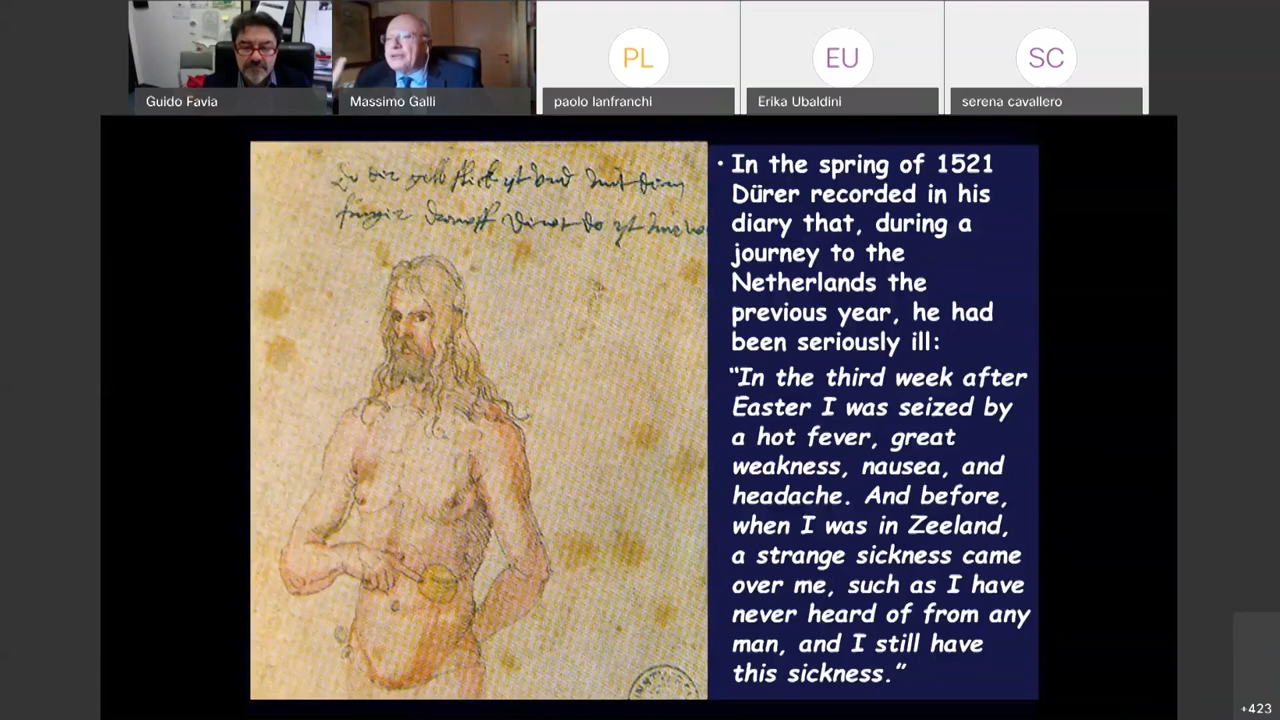 PL
EU
SC
Guido Favia
Massimo Galli
paolo lanfranchi
Erika Ubaldini
serena cavallero
• In the spring of 1521
Dürer recorded in his
diary that, during a
journey to the
Netherlands the
previous year, he had
been seriously ill:
“In the third week after
Easter I was seized by
a hot fever, great
weakness, nausea, and
headache. And before,
when I was in Zeeland,
a strange sickness came
over me, such as I have
never heard of from any
man, and I still have
this sickness.”
+423